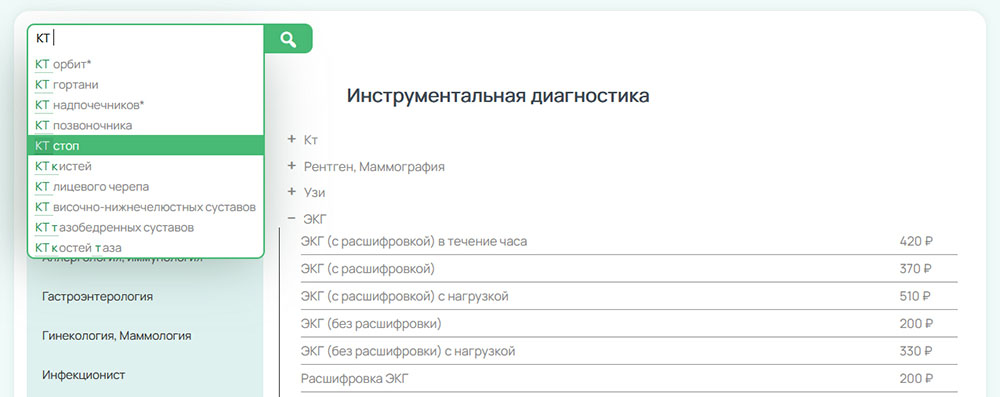 КТ
КТ орбит*
КТ гортани
КТ надпочечников*
КТ позвоночника
КТ стоп
КТ кистей
КТ лицевого черепа
КТ височно-нижнечелюстных суставов
КТ тазобедренных суставов
КТ костей таза
Аллергология, иммунология
Гастроэнтерология
Гинекология, Маммология
Инфекционист
Инструментальная диагностика
+ Кт
+ Рентген, Маммография
+ Узи
− ЭКГ
ЭКГ (с расшифровкой) в течение часа 420 ₽
ЭКГ (с расшифровкой) 370 ₽
ЭКГ (с расшифровкой) с нагрузкой 510 ₽
ЭКГ (без расшифровки) 200 ₽
ЭКГ (без расшифровки) с нагрузкой 330 ₽
Расшифровка ЭКГ 200 ₽